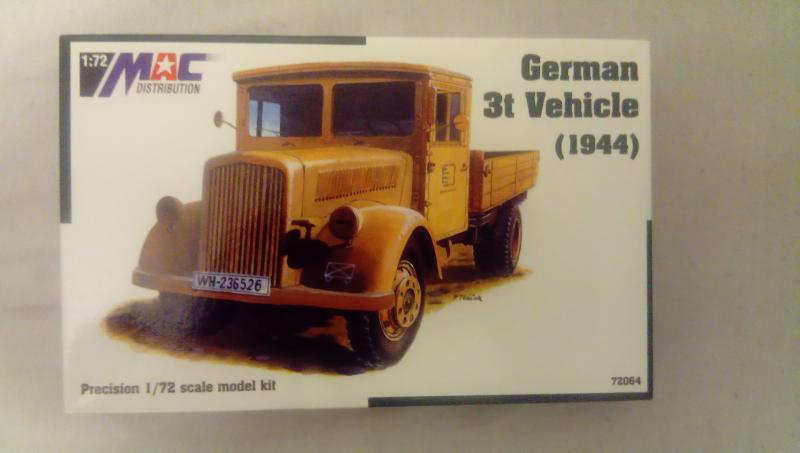 1:72
MAC
DISTRIBUTION
German
3t Vehicle
(1944)
WH-236526
Precision 1/72 scale model kit
72064